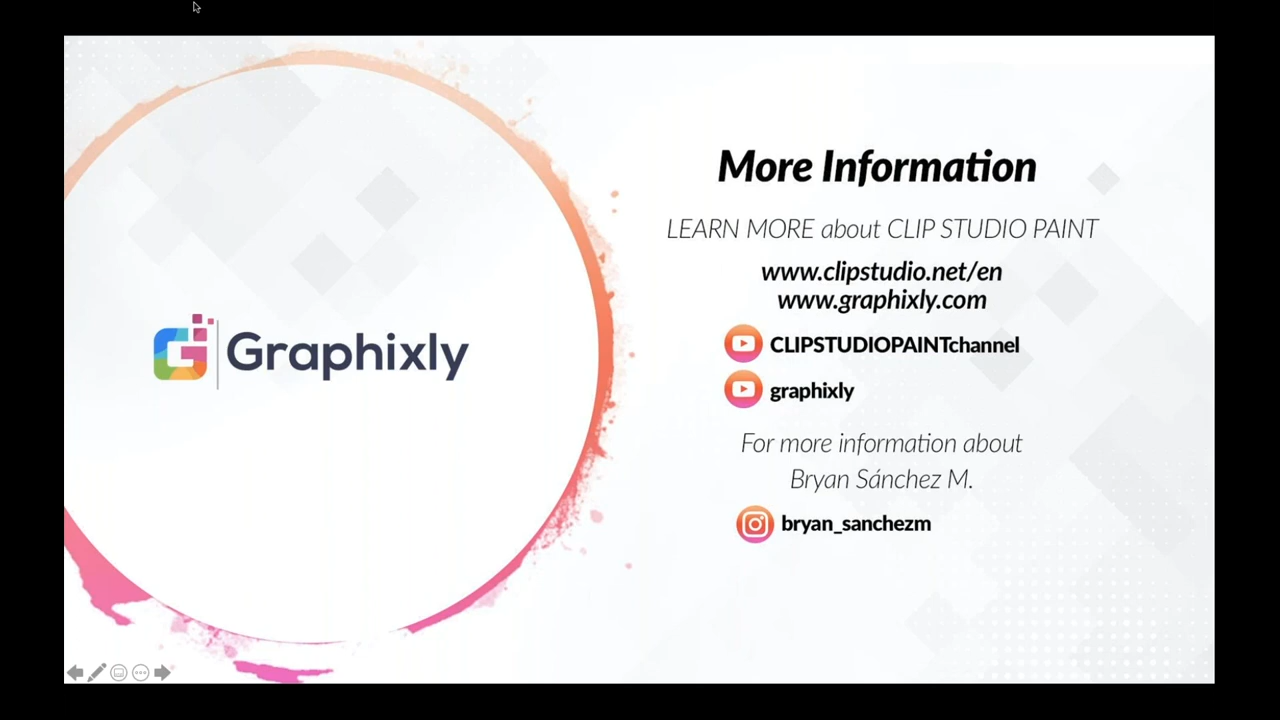 Graphixly
More Information
LEARN MORE about CLIP STUDIO PAINT
www.clipstudio.net/en
www.graphixly.com
CLIPSTUDIOPAINTchannel
graphixly
For more information about
Bryan Sánchez M.
bryan_sanchezm